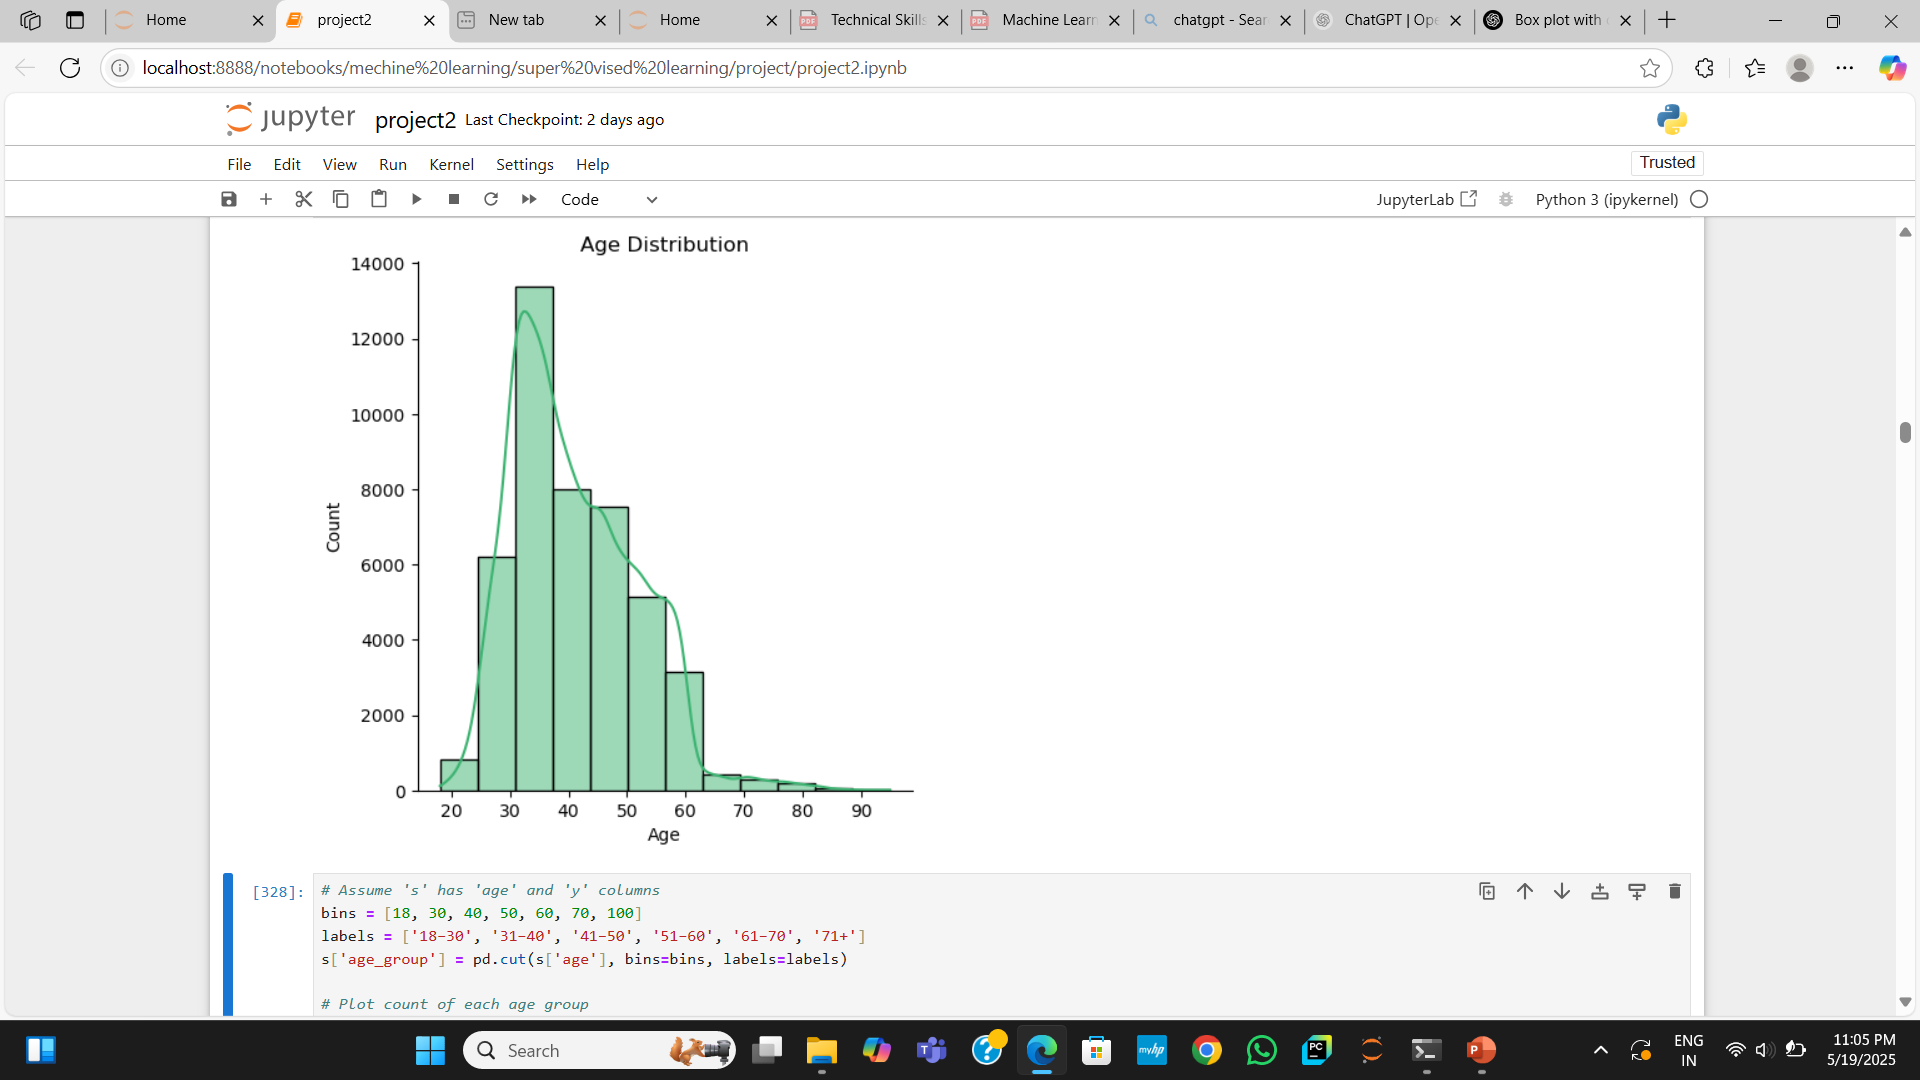 Home
project2
New tab
Home
Technical Skills
Machine Learn
chatgpt - Sear
ChatGPT | Ope
Box plot with
localhost:8888/notebooks/mechine%20learning/super%20vised%20learning/project/project2.ipynb
jupyter project2 Last Checkpoint: 2 days ago
File Edit View Run Kernel Settings Help
Trusted
Code
JupyterLab
Python 3 (ipykernel)
Age Distribution
14000
12000
10000
8000
6000
4000
2000
0
Count
20 30 40 50 60 70 80 90
Age
[328]:
# Assume 's' has 'age' and 'y' columns
bins = [18, 30, 40, 50, 60, 70, 100]
labels = ['18–30', '31–40', '41–50', '51–60', '61–70', '71+']
s['age_group'] = pd.cut(s['age'], bins=bins, labels=labels)
# Plot count of each age group
Search
ENG
IN
11:05 PM
5/19/2025